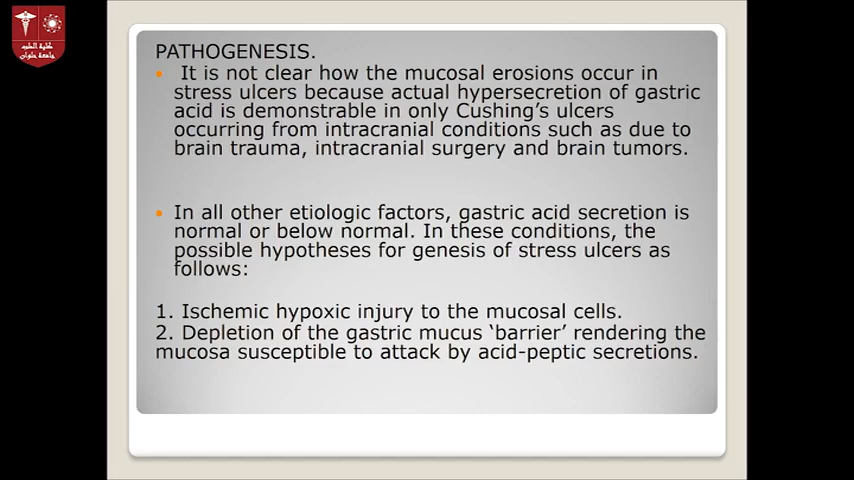 كلية الطب
جامعة حلوان
PATHOGENESIS.
• It is not clear how the mucosal erosions occur in
stress ulcers because actual hypersecretion of gastric
acid is demonstrable in only Cushing’s ulcers
occurring from intracranial conditions such as due to
brain trauma, intracranial surgery and brain tumors.
• In all other etiologic factors, gastric acid secretion is
normal or below normal. In these conditions, the
possible hypotheses for genesis of stress ulcers as
follows:
1. Ischemic hypoxic injury to the mucosal cells.
2. Depletion of the gastric mucus ‘barrier’ rendering the
mucosa susceptible to attack by acid-peptic secretions.